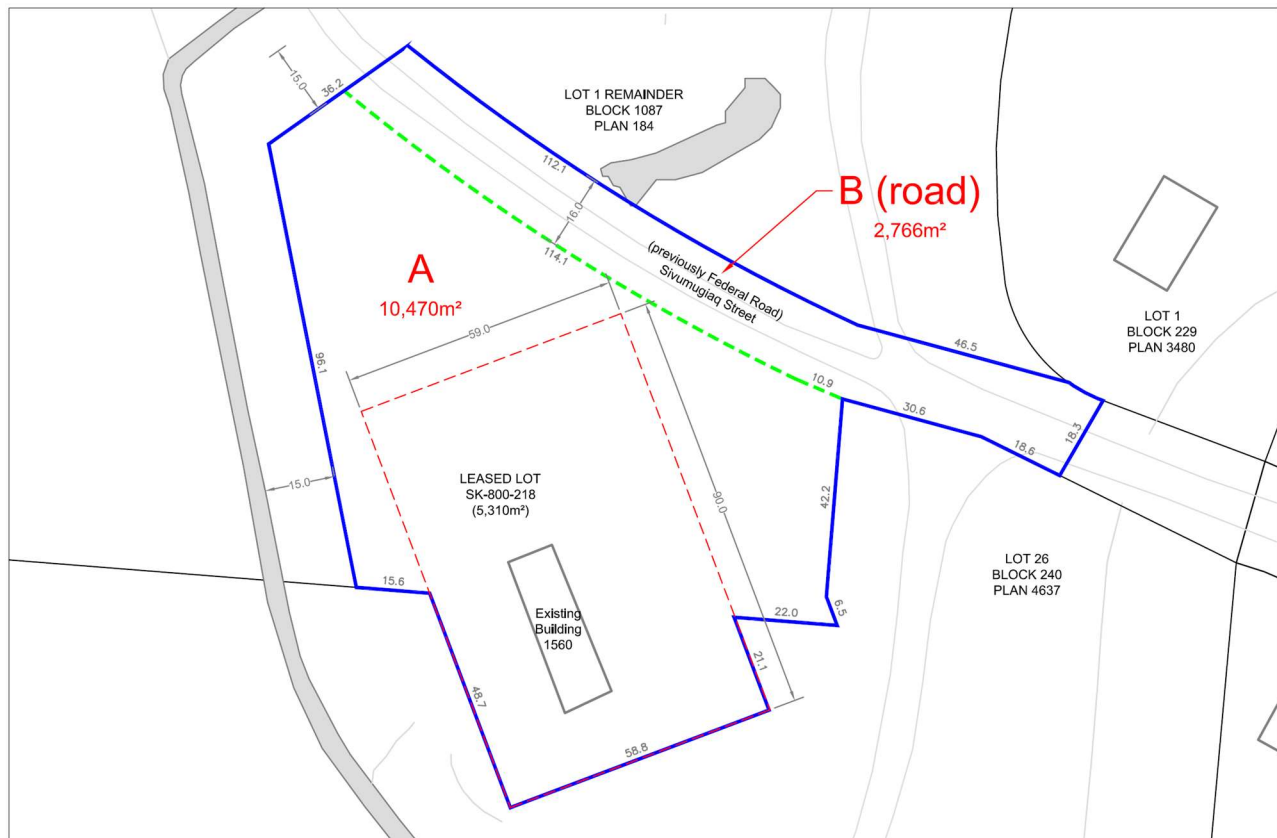 15.0
36.2
LOT 1 REMAINDER
BLOCK 1087
PLAN 184
112.1
16.0
114.1
B (road)
2,766m²
(previously Federal Road)
Sivumugiaq Street
A
10,470m²
59.0
96.1
46.5
LOT 1
BLOCK 229
PLAN 3480
10.9
30.6
18.6
18.3
15.0
LEASED LOT
SK-800-218
(5,310m²)
90.0
42.2
LOT 26
BLOCK 240
PLAN 4637
15.6
Existing
Building
1560
22.0
6.5
21.1
48.7
58.8